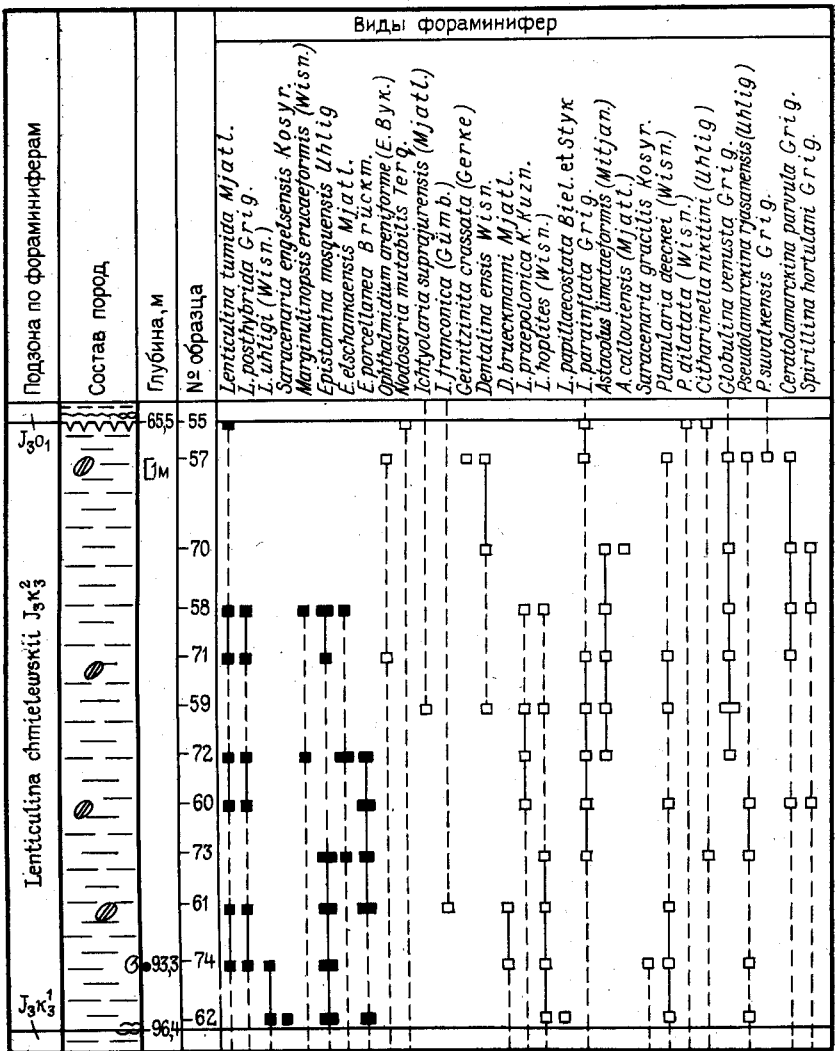 Виды фораминифер
Подзона по фораминиферам
Состав пород
Глубина, м
№ образца
Lenticulina tumida Mjatl.
L. posthybrida Grig.
L. uhligi (Wisn.)
Saracenaria engelsensis Kosyr.
Marginulinopsis erucaeformis (Wisn.)
Epistomina mosquensis Uhlig
E. elschankaensis Mjatl.
E. porcellanea Brückm.
Ophthalmidium areniforme (E. Byk.)
Nodosaria mutabilis Terq.
Ichtyolaria suprajurensis (Mjatl.)
I. franconica (Gümb.)
Geinitzinita crassata (Gerke)
Dentalina ensis Wisn.
D. brueckmanni Mjatl.
L. praepolonica K. Kuzn.
L. hoplites (Wisn.)
L. papillaecostata Biel. et Styk
L. parainflata Grig.
Astacolus limataeformis (Mitjan.)
A. calloviensis (Mjatl.)
Saracenaria gracilis Kosyr.
Planularia deeckei (Wisn.)
P. dilatata (Wisn.)
Citharinella nikitini (Uhlig)
Globulina venusta Grig.
Pseudolamarckina rjasanensis (Uhlig)
P. suvalkensis Grig.
Ceratolamarckina parvula Grig.
Spirillina hortulani Grig.
J₃o₁
65,5
55
м
57
70
58
71
59
72
60
73
61
93,3
74
62
96,4
Lenticulina chmielewskii J₃к₃²
J₃к₃¹